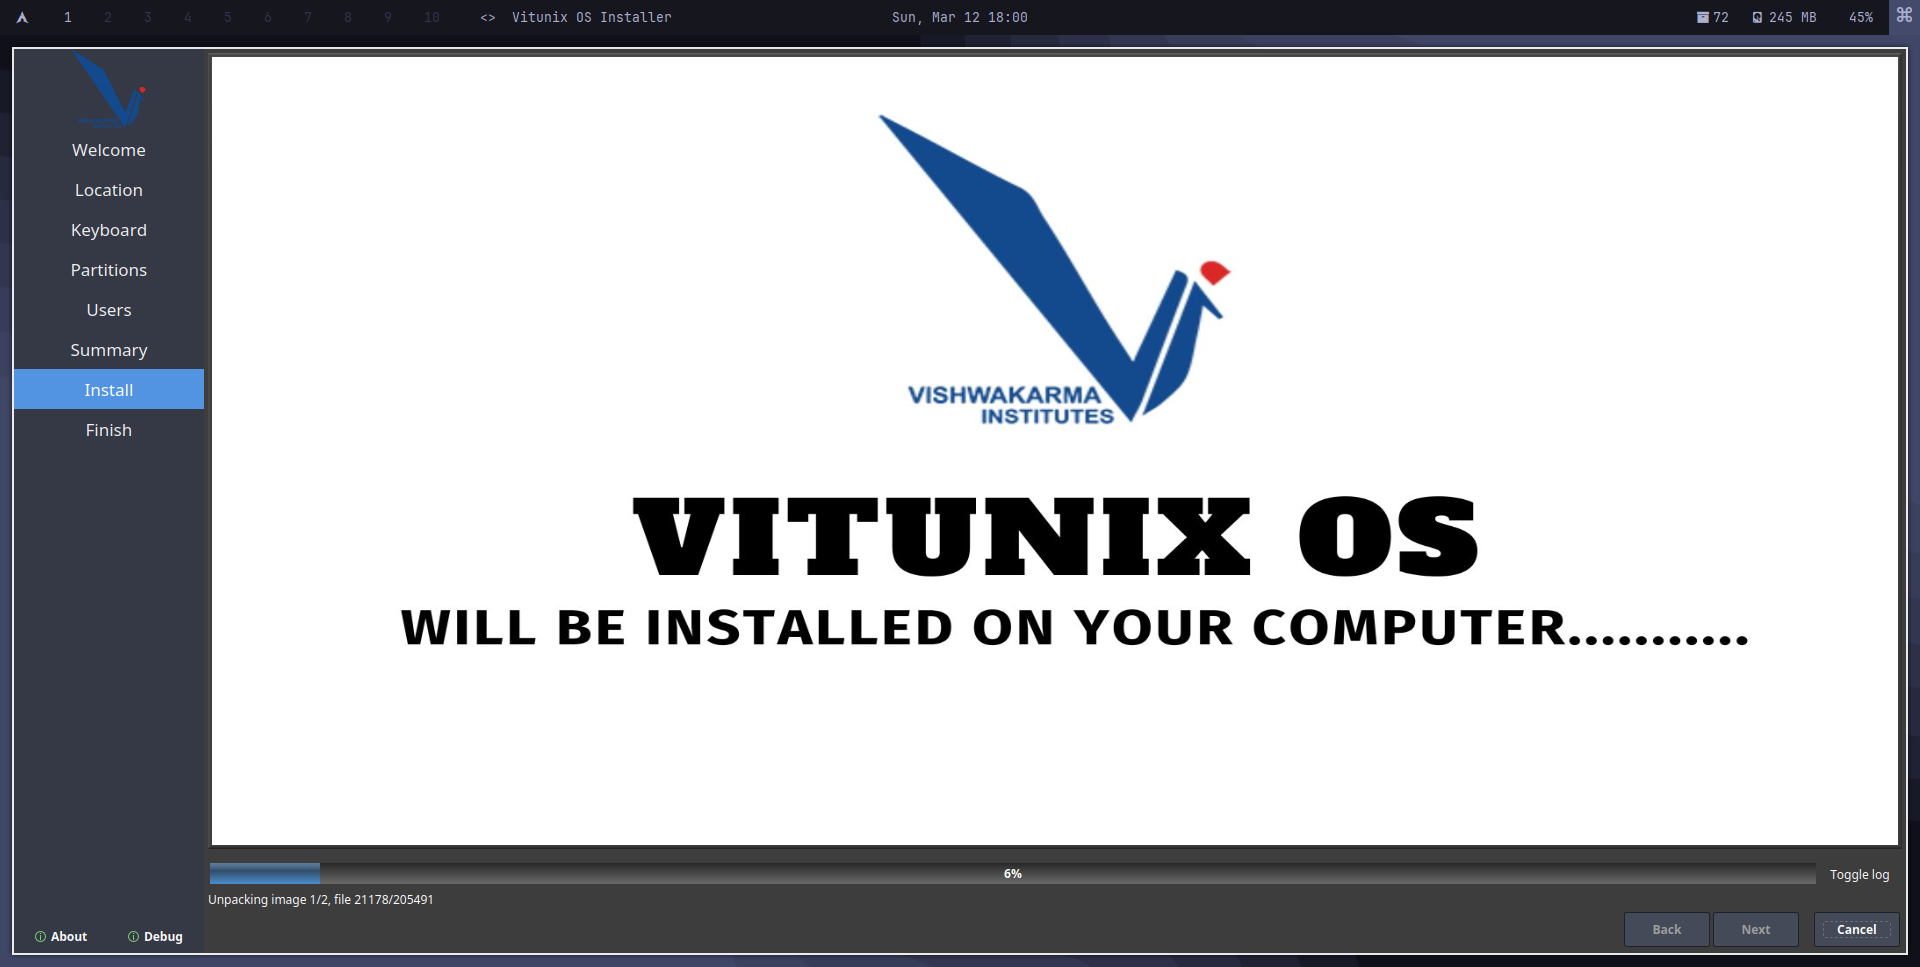 1 2 3 4 5 6 7 8 9 10 <> Vitunix OS Installer Sun, Mar 12 18:00 72 245 MB 45% ⌘
Welcome
Location
Keyboard
Partitions
Users
Summary
Install
Finish
About Debug
VISHWAKARMA
INSTITUTES
VITUNIX OS
WILL BE INSTALLED ON YOUR COMPUTER...........
6% Toggle log
Unpacking image 1/2, file 21178/205491
Back Next Cancel